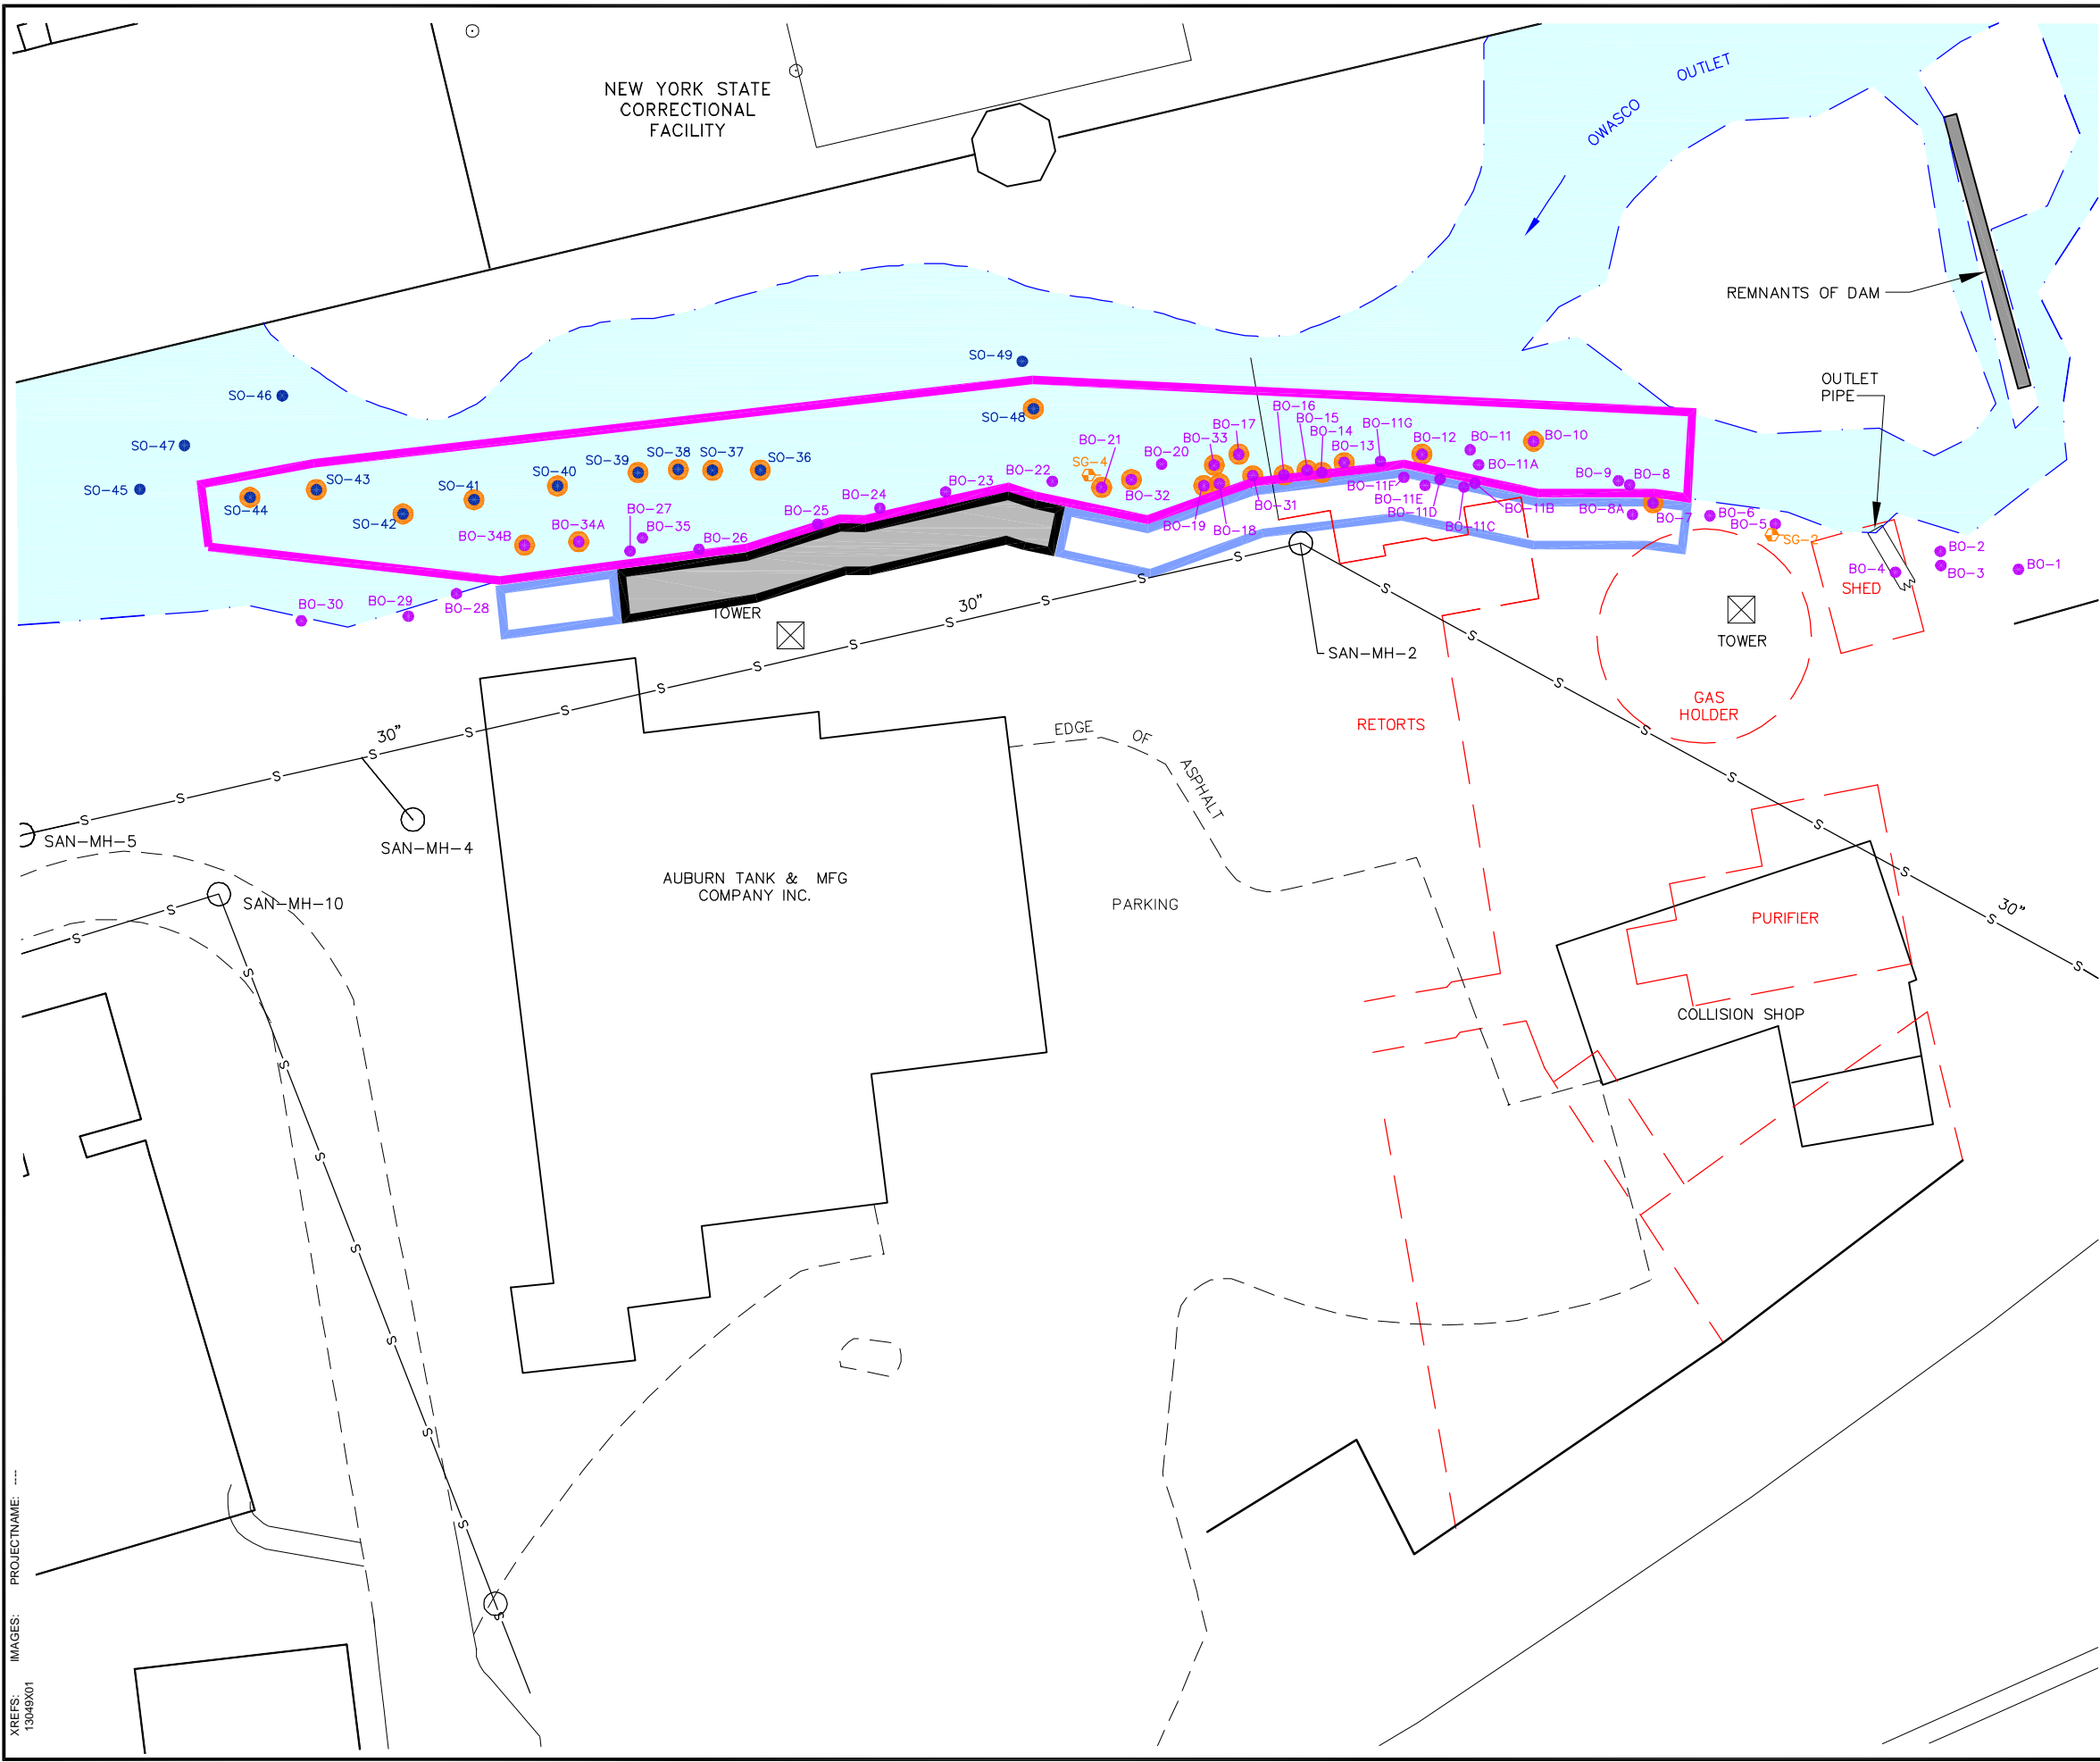 NEW YORK STATE
CORRECTIONAL
FACILITY
OWASCO OUTLET
REMNANTS OF DAM
OUTLET
PIPE
SO-49
SO-46
SO-47
SO-45
SO-48
SO-44
SO-43
SO-42
SO-41
SO-40
SO-39
SO-38
SO-37
SO-36
BO-34B
BO-34A
BO-27
BO-35
BO-26
BO-25
BO-24
BO-23
BO-22
BO-21
SG-4
BO-32
BO-20
BO-33
BO-17
BO-19
BO-18
BO-31
BO-16
BO-15
BO-14
BO-13
BO-11G
BO-12
BO-11
BO-11A
BO-10
BO-11F
BO-11E
BO-11D
BO-11C
BO-11B
BO-9
BO-8
BO-8A
BO-7
BO-6
BO-5
SG-2
BO-4
BO-2
BO-3
BO-1
BO-30
BO-29
BO-28
TOWER
30"
S S S S S S S S S S S S
SAN-MH-2
SHED
TOWER
GAS
HOLDER
RETORTS
30"
SAN-MH-5
SAN-MH-4
EDGE OF ASPHALT
SAN-MH-10
AUBURN TANK & MFG
COMPANY INC.
PARKING
PURIFIER
30"
COLLISION SHOP
S S S S S S S S S
S S
S S S S S S S S
XREFS: IMAGES: PROJECTNAME: ----
13049X01